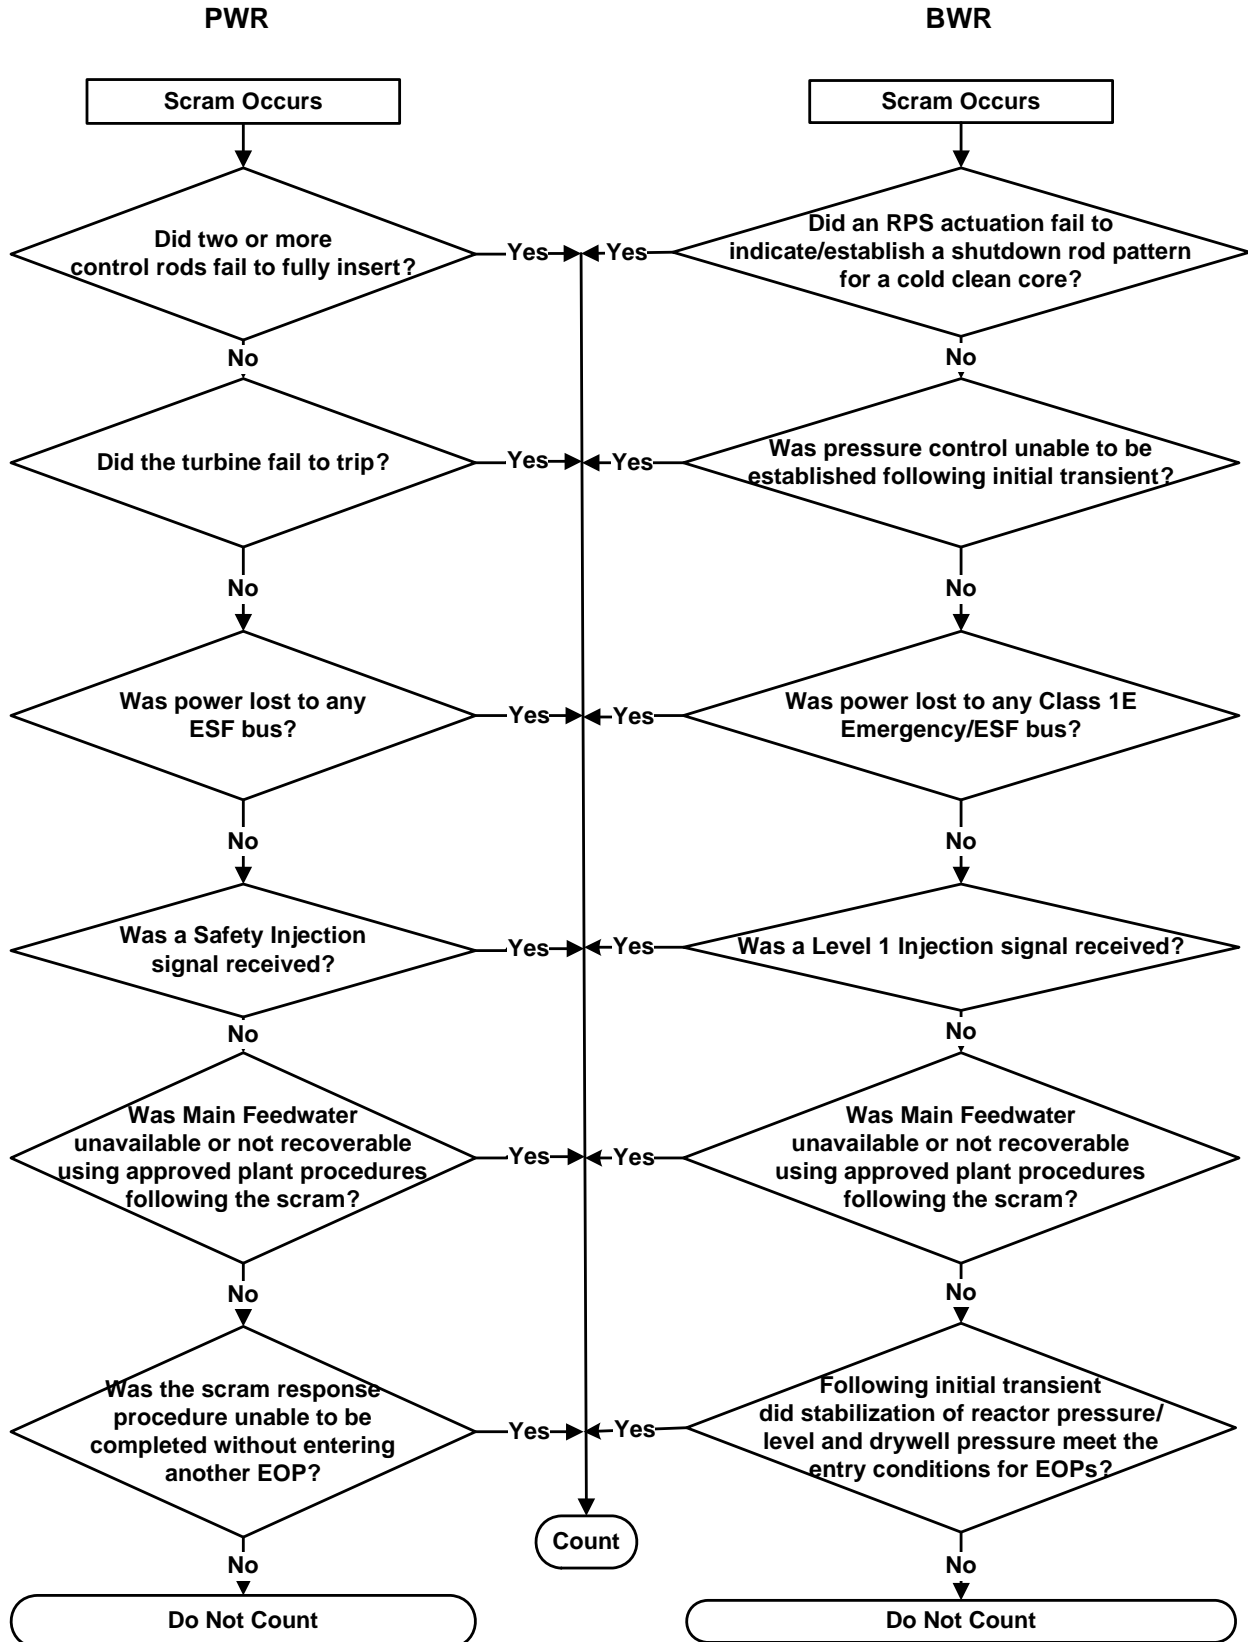 PWR
BWR
Scram Occurs
Scram Occurs
Did two or more
control rods fail to fully insert?
Yes
Yes
Did an RPS actuation fail to
indicate/establish a shutdown rod pattern
for a cold clean core?
No
No
Did the turbine fail to trip?
Yes
Yes
Was pressure control unable to be
established following initial transient?
No
No
Was power lost to any
ESF bus?
Yes
Yes
Was power lost to any Class 1E
Emergency/ESF bus?
No
No
Was a Safety Injection
signal received?
Yes
Yes
Was a Level 1 Injection signal received?
No
No
Was Main Feedwater
unavailable or not recoverable
using approved plant procedures
following the scram?
Yes
Yes
Was Main Feedwater
unavailable or not recoverable
using approved plant procedures
following the scram?
No
No
Was the scram response
procedure unable to be
completed without entering
another EOP?
Yes
Yes
Following initial transient
did stabilization of reactor pressure/
level and drywell pressure meet the
entry conditions for EOPs?
Count
No
No
Do Not Count
Do Not Count